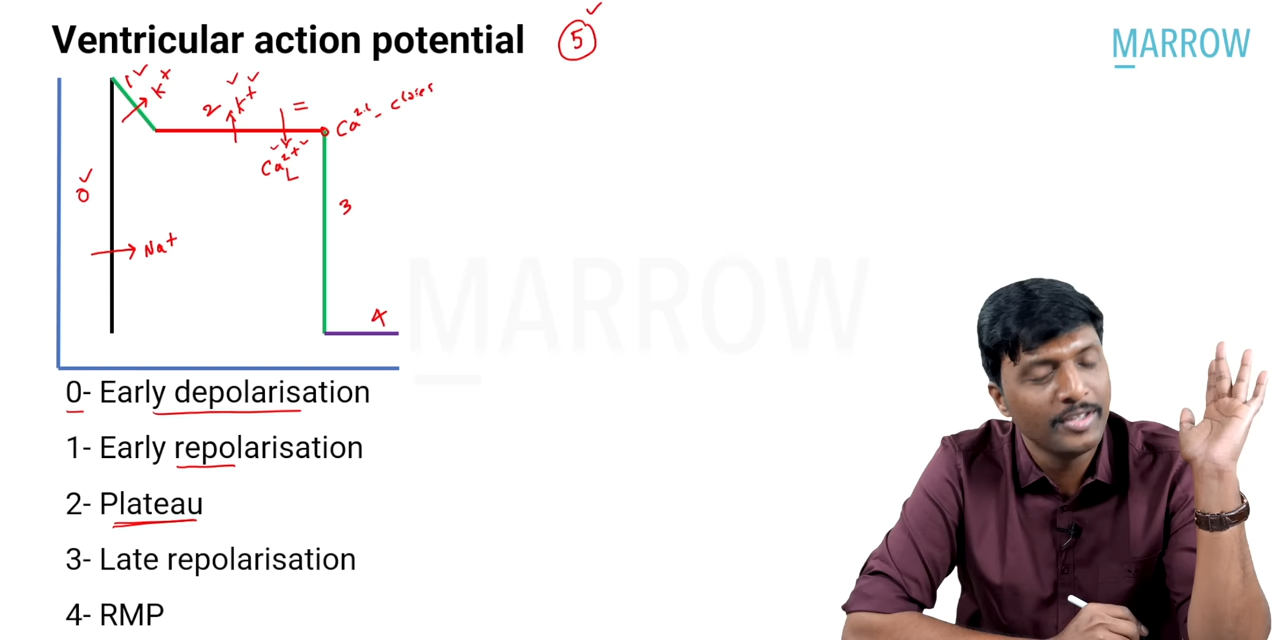 Ventricular action potential
5
MARROW
1 K+
2 K+ =
Ca2+ - closes
Ca2+ L
0
3
Na+
4
MARROW
0- Early depolarisation
1- Early repolarisation
2- Plateau
3- Late repolarisation
4- RMP